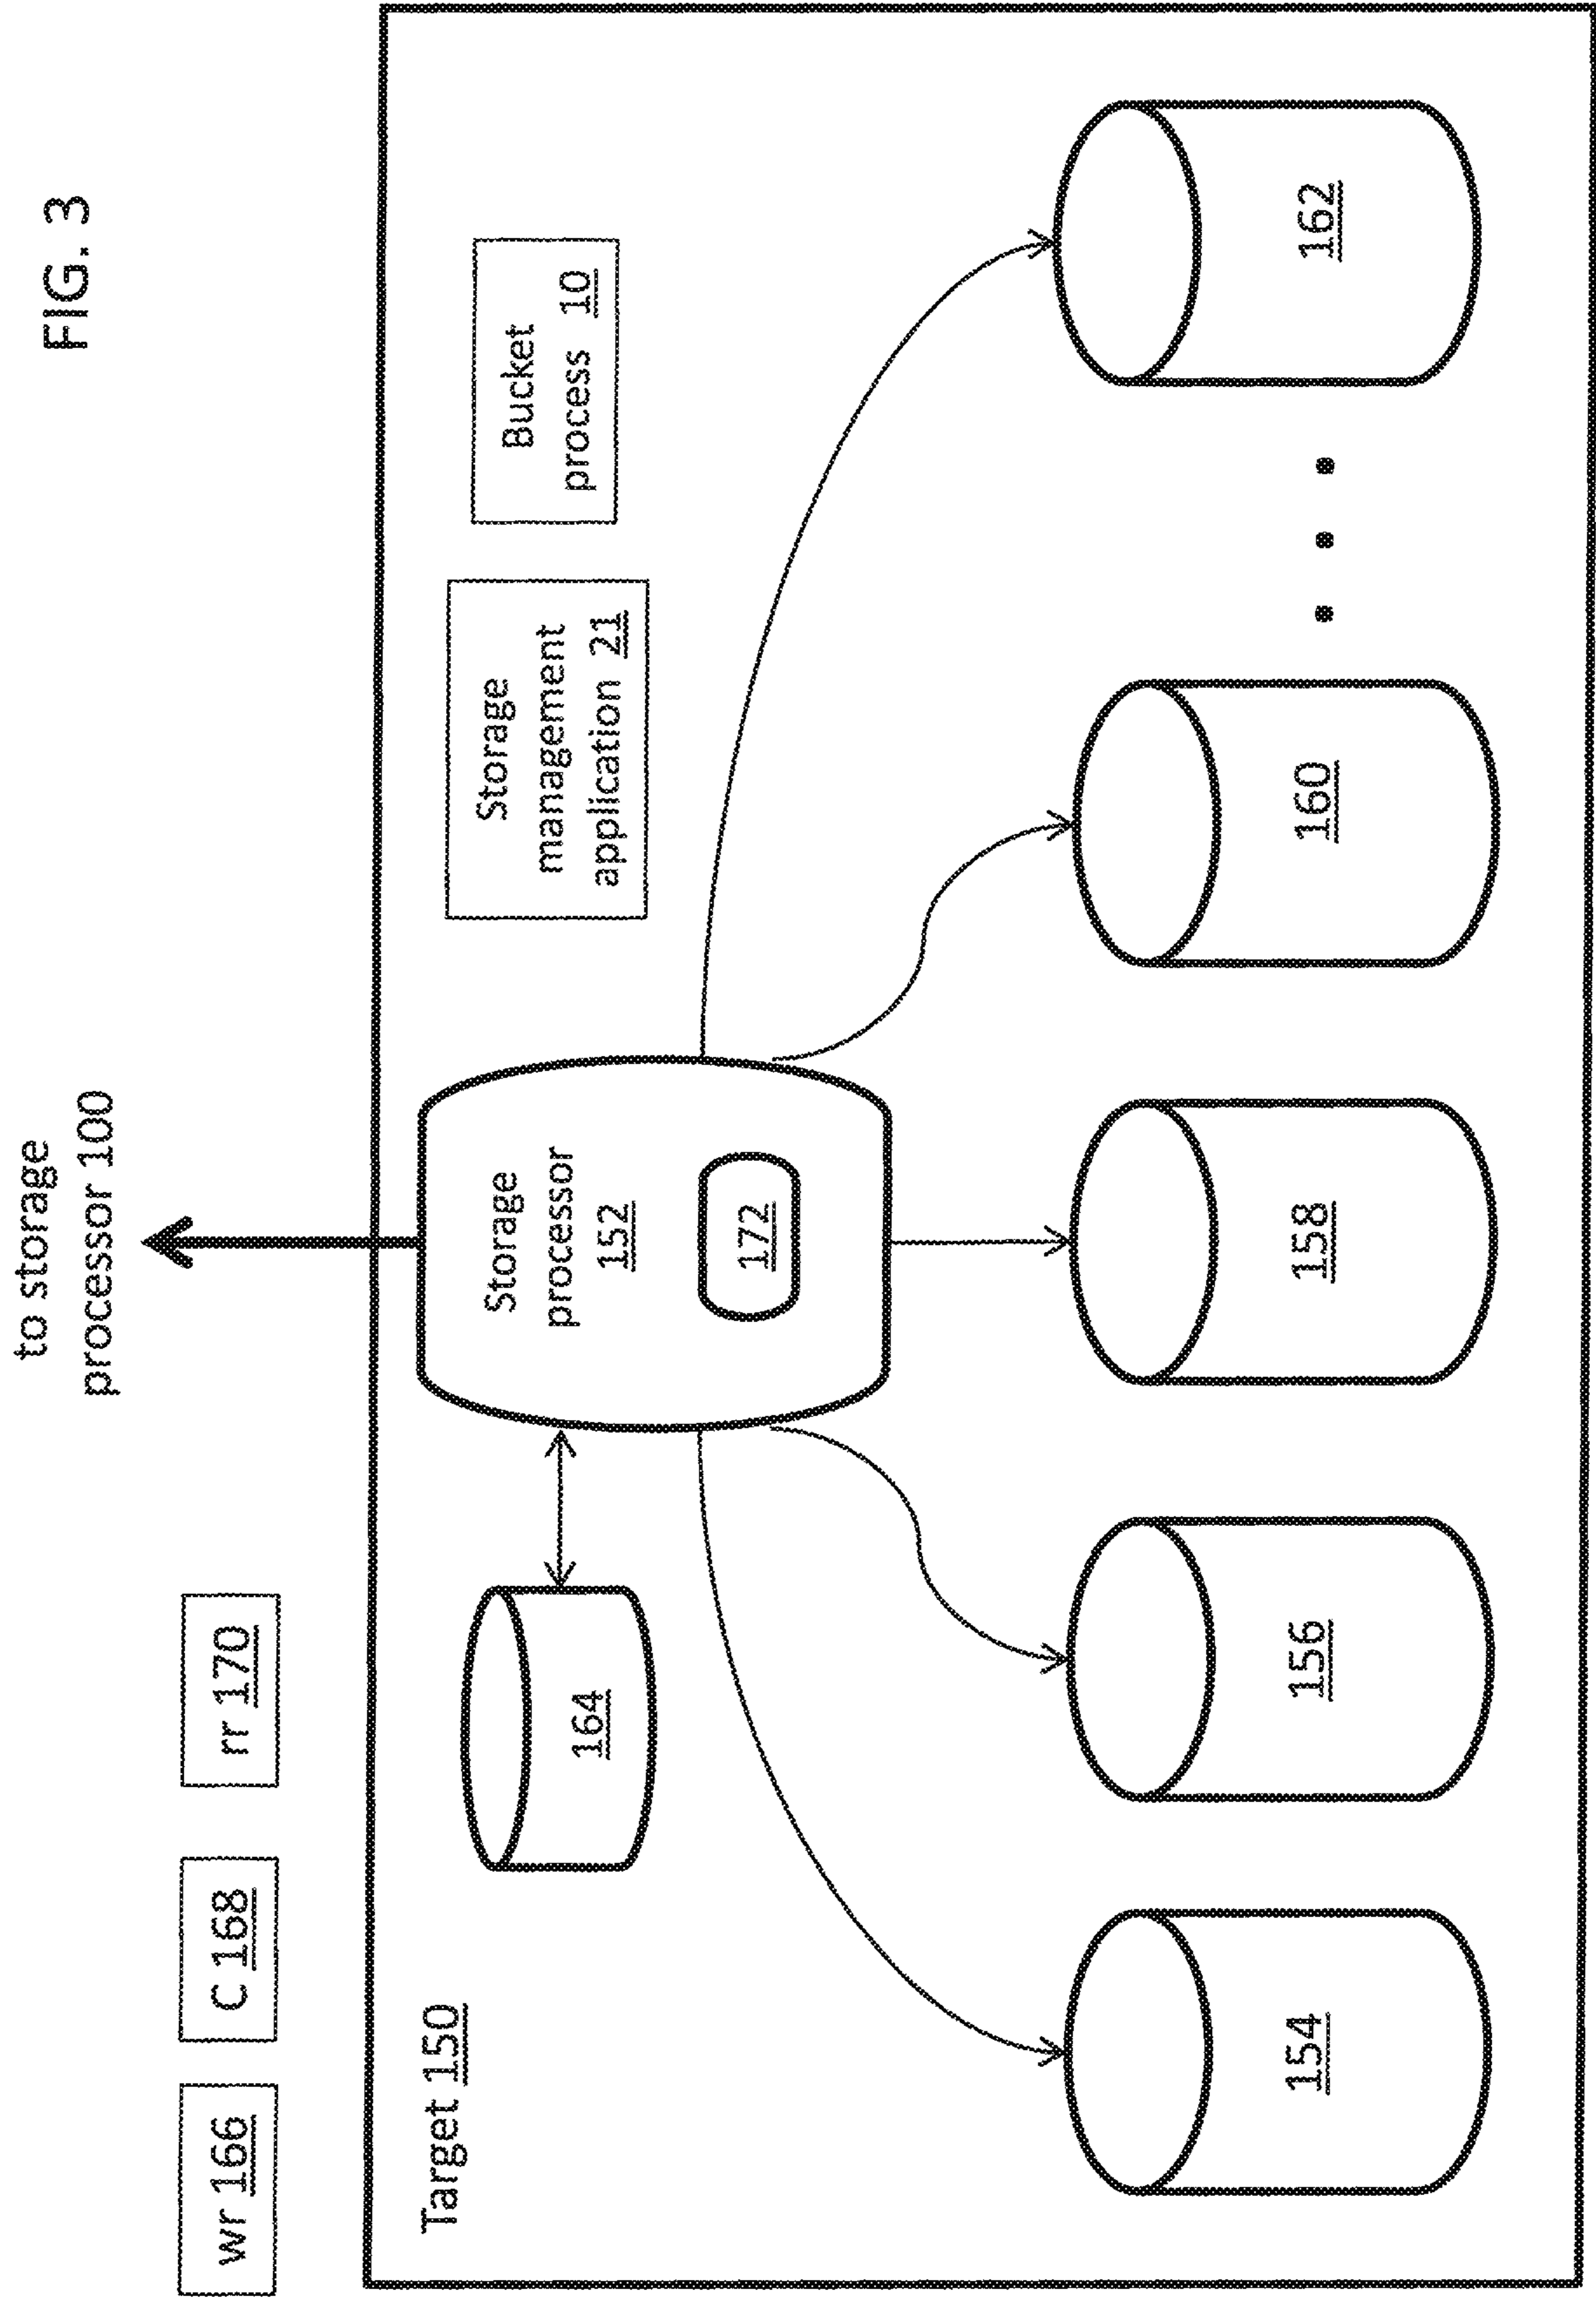 FIG. 3
to storage
processor 100
wr 166
C 168
rr 170
Target 150
164
Storage
processor
152
172
Storage
management
application 21
Bucket
process 10
154
156
158
160
162